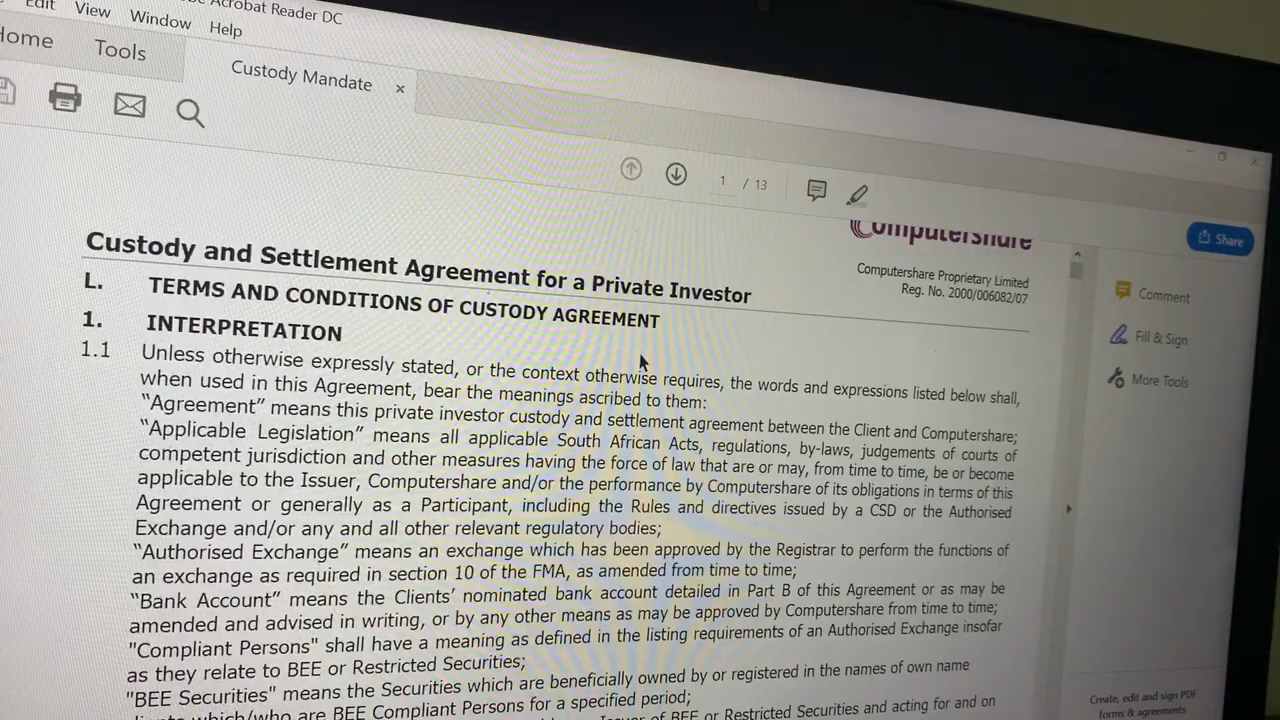 Edit View Window Help
Acrobat Reader DC
Home Tools Custody Mandate ×
1 / 13
Computershare
Share
Computershare Proprietary Limited
Reg. No. 2000/006082/07
Comment
Fill & Sign
More Tools
Custody and Settlement Agreement for a Private Investor
L. TERMS AND CONDITIONS OF CUSTODY AGREEMENT
1. INTERPRETATION
1.1 Unless otherwise expressly stated, or the context otherwise requires, the words and expressions listed below shall,
when used in this Agreement, bear the meanings ascribed to them:
“Agreement” means this private investor custody and settlement agreement between the Client and Computershare;
“Applicable Legislation” means all applicable South African Acts, regulations, by-laws, judgements of courts of
competent jurisdiction and other measures having the force of law that are or may, from time to time, be or become
applicable to the Issuer, Computershare and/or the performance by Computershare of its obligations in terms of this
Agreement or generally as a Participant, including the Rules and directives issued by a CSD or the Authorised
Exchange and/or any and all other relevant regulatory bodies;
“Authorised Exchange” means an exchange which has been approved by the Registrar to perform the functions of
an exchange as required in section 10 of the FMA, as amended from time to time;
“Bank Account” means the Clients’ nominated bank account detailed in Part B of this Agreement or as may be
amended and advised in writing, or by any other means as may be approved by Computershare from time to time;
"Compliant Persons" shall have a meaning as defined in the listing requirements of an Authorised Exchange insofar
as they relate to BEE or Restricted Securities;
"BEE Securities" means the Securities which are beneficially owned by or registered in the names of own name
which/who are BEE Compliant Persons for a specified period;
Issuer of BEE or Restricted Securities and acting for and on
Create, edit and sign PDF
forms & agreements